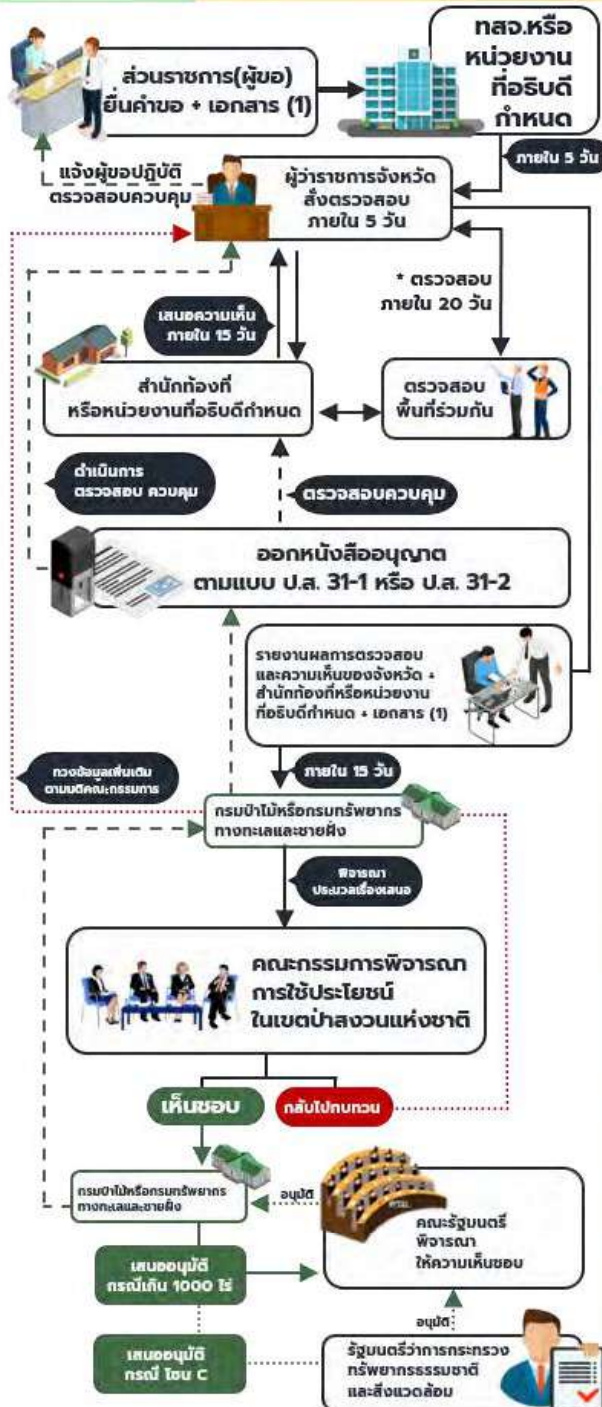 ส่วนราชการ(ผู้ขอ)
ยื่นคำขอ + เอกสาร (1)
ทสจ.หรือ
หน่วยงาน
ที่อธิบดี
กำหนด
ภายใน 5 วัน
แจ้งผู้ขอปฏิบัติ
ตรวจสอบควบคุม
ผู้ว่าราชการจังหวัด
สั่งตรวจสอบ
ภายใน 5 วัน
* ตรวจสอบ
ภายใน 20 วัน
เสนอความเห็น
ภายใน 15 วัน
สำนักท้องที่
หรือหน่วยงานที่อธิบดีกำหนด
ตรวจสอบ
พื้นที่ร่วมกัน
ดำเนินการ
ตรวจสอบ ควบคุม
ตรวจสอบควบคุม
ออกหนังสืออนุญาต
ตามแบบ ป.ส. 31-1 หรือ ป.ส. 31-2
รายงานผลการตรวจสอบ
และความเห็นของจังหวัด +
สำนักท้องที่หรือหน่วยงาน
ที่อธิบดีกำหนด + เอกสาร (1)
ภายใน 15 วัน
ทวงข้อมูลเพิ่มเติม
ตามมติคณะกรรมการ
กรมป่าไม้หรือกรมทรัพยากร
ทางทะเลและชายฝั่ง
พิจารณา
ประมวลเรื่องเสนอ
คณะกรรมการพิจารณา
การใช้ประโยชน์
ในเขตป่าสงวนแห่งชาติ
เห็นชอบ
กลับไปทบทวน
กรมป่าไม้หรือกรมทรัพยากร
ทางทะเลและชายฝั่ง
อนุมัติ
คณะรัฐมนตรี
พิจารณา
ให้ความเห็นชอบ
เสนออนุมัติ
กรณีเกิน 1000 ไร่
อนุมัติ
เสนออนุมัติ
กรณี โซน C
รัฐมนตรีว่าการกระทรวง
ทรัพยากรธรรมชาติ
และสิ่งแวดล้อม